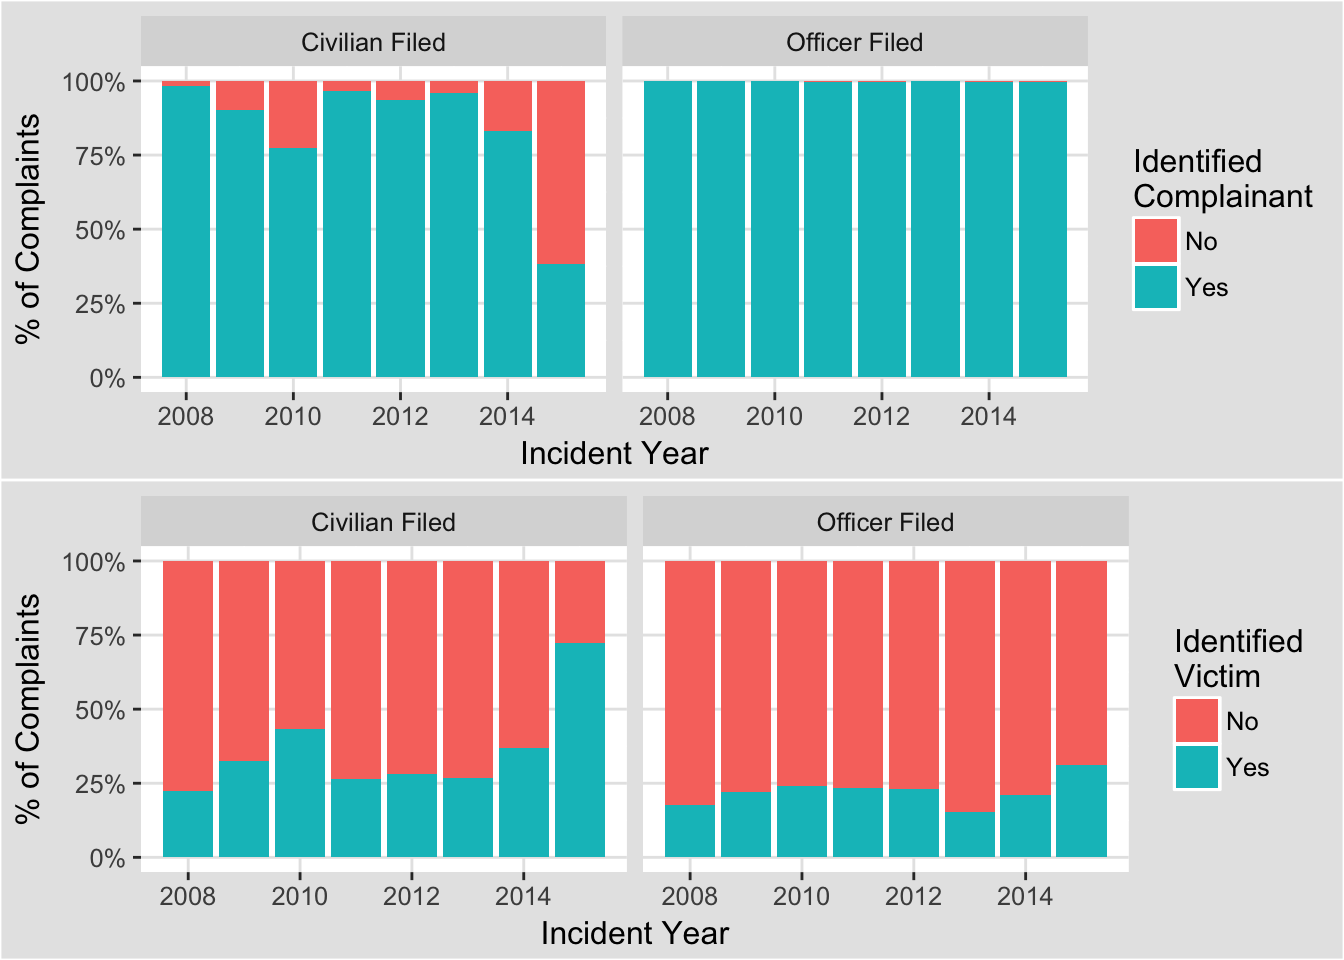 Civilian Filed
Officer Filed
100%
75%
50%
25%
0%
% of Complaints
2008
2010
2012
2014
2008
2010
2012
2014
Incident Year
Identified
Complainant
No
Yes
Civilian Filed
Officer Filed
100%
75%
50%
25%
0%
% of Complaints
2008
2010
2012
2014
2008
2010
2012
2014
Incident Year
Identified
Victim
No
Yes